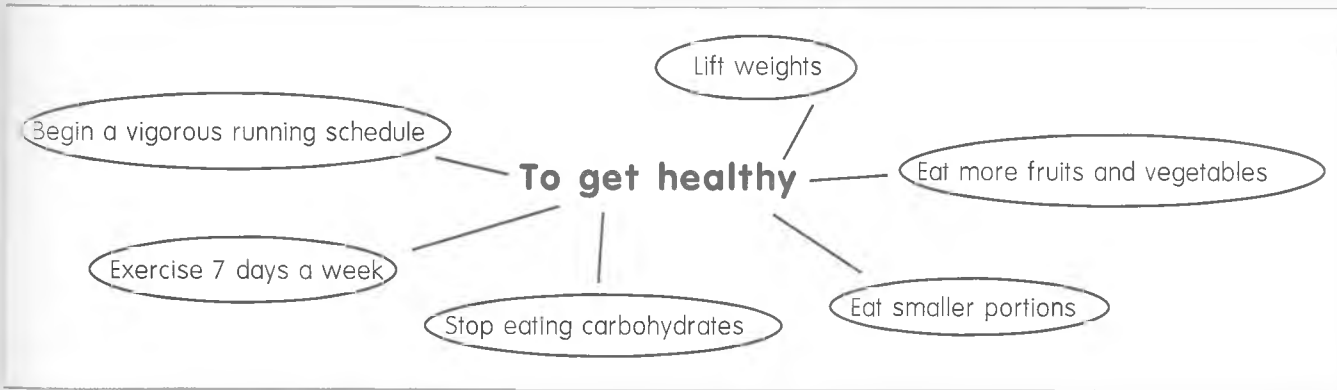 Lift weights
Begin a vigorous running schedule
To get healthy
Eat more fruits and vegetables
Exercise 7 days a week
Stop eating carbohydrates
Eat smaller portions